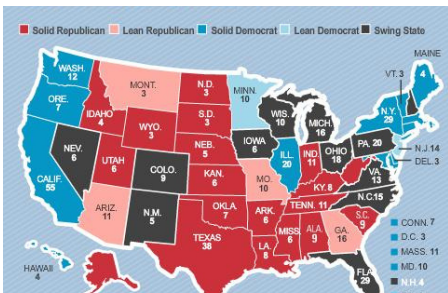 Solid Republican Lean Republican Solid Democrat Lean Democrat Swing State
MAINE
4
VT. 3
WASH.
12
MONT.
3
N.D.
3
MINN.
10
ORE.
7
IDAHO
4
S.D.
3
WIS.
10
MICH.
16
N.Y.
29
WYO.
3
IOWA
6
PA. 20
N.J. 14
DEL. 3
NEV.
6
UTAH
6
NEB.
5
ILL.
20
IND.
11
OHIO
18
COLO.
9
KAN.
6
MO.
10
KY. 8
VA.
13
CALIF.
55
N.C. 15
TENN. 11
ARIZ.
11
N.M.
5
OKLA.
7
ARK.
6
S.C.
9
MISS.
6
ALA.
9
GA.
16
TEXAS
38
LA.
8
FLA.
29
CONN. 7
D.C. 3
MASS. 11
MD. 10
N.H. 4
HAWAII
4